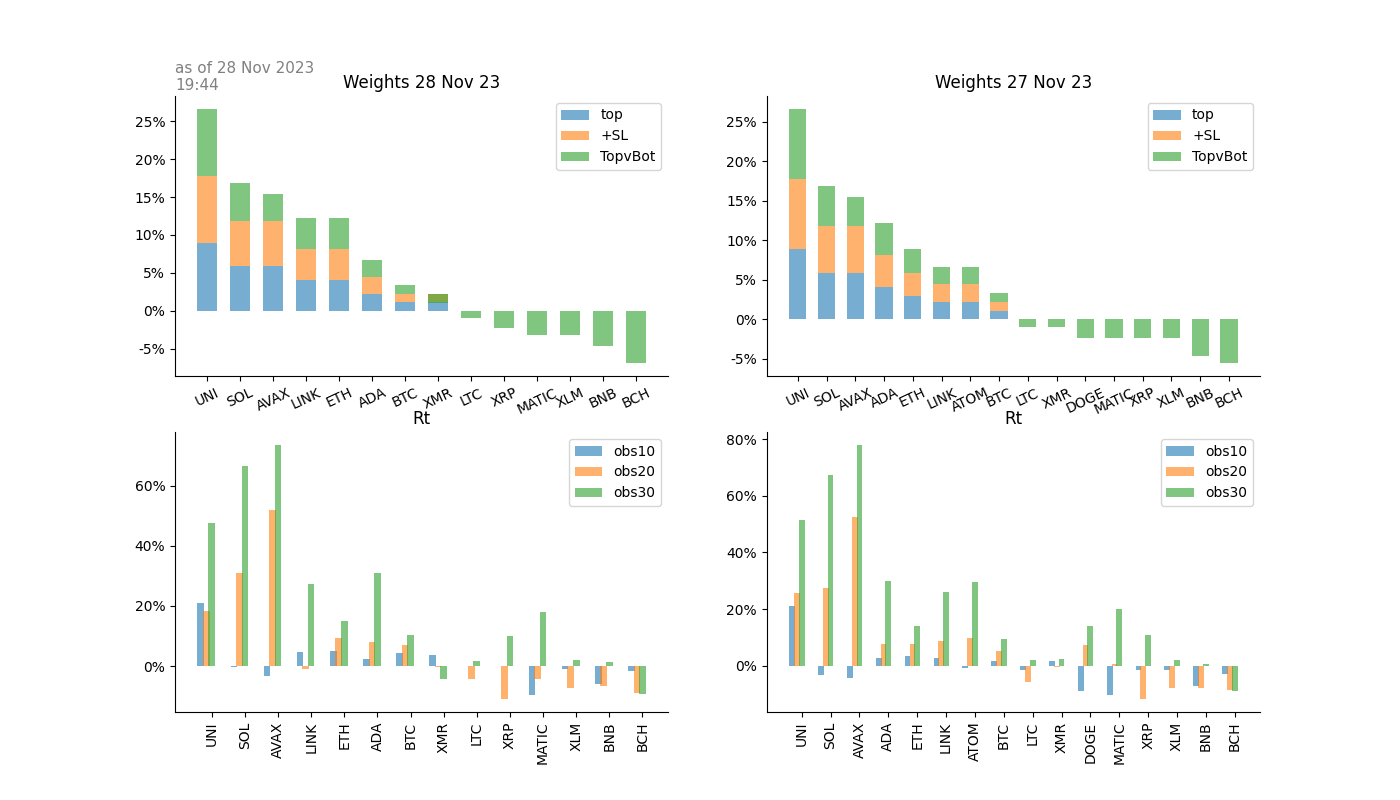 as of 28 Nov 2023
19:44
Weights 28 Nov 23
25%
20%
15%
10%
5%
0%
-5%
top
+SL
TopvBot
UNI SOL AVAX LINK ETH ADA BTC XMR LTC XRP MATIC XLM BNB BCH
Weights 27 Nov 23
25%
20%
15%
10%
5%
0%
-5%
top
+SL
TopvBot
UNI SOL AVAX ADA ETH LINK ATOM BTC LTC XMR DOGE MATIC XRP XLM BNB BCH
Rt
60%
40%
20%
0%
obs10
obs20
obs30
UNI SOL AVAX LINK ETH ADA BTC XMR LTC XRP MATIC XLM BNB BCH
Rt
80%
60%
40%
20%
0%
obs10
obs20
obs30
UNI SOL AVAX ADA ETH LINK ATOM BTC LTC XMR DOGE MATIC XRP XLM BNB BCH